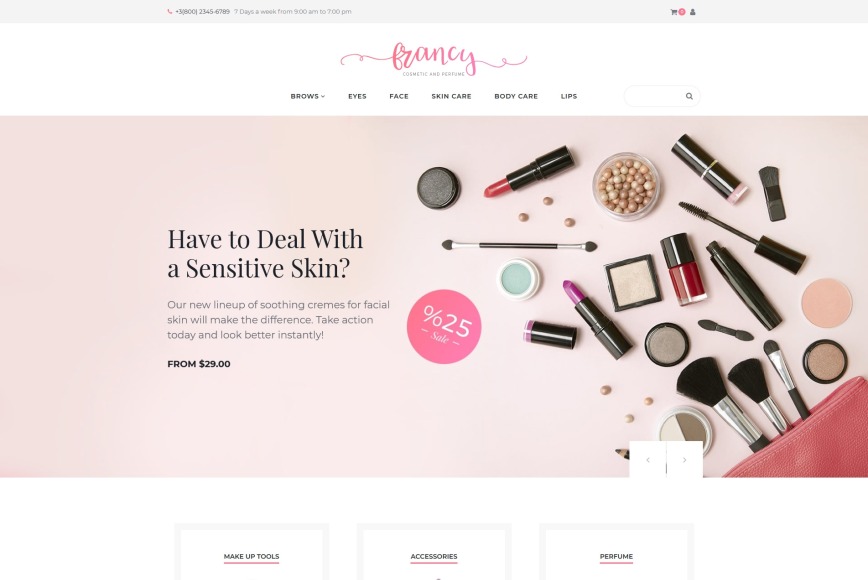 +3(800) 2345-6789 7 Days a week from 9:00 am to 7:00 pm
francy
COSMETIC AND PERFUME
BROWS EYES FACE SKIN CARE BODY CARE LIPS
Have to Deal With
a Sensitive Skin?
Our new lineup of soothing cremes for facial
skin will make the difference. Take action
today and look better instantly!
FROM $29.00
%25
Sale
MAKE UP TOOLS ACCESSORIES PERFUME